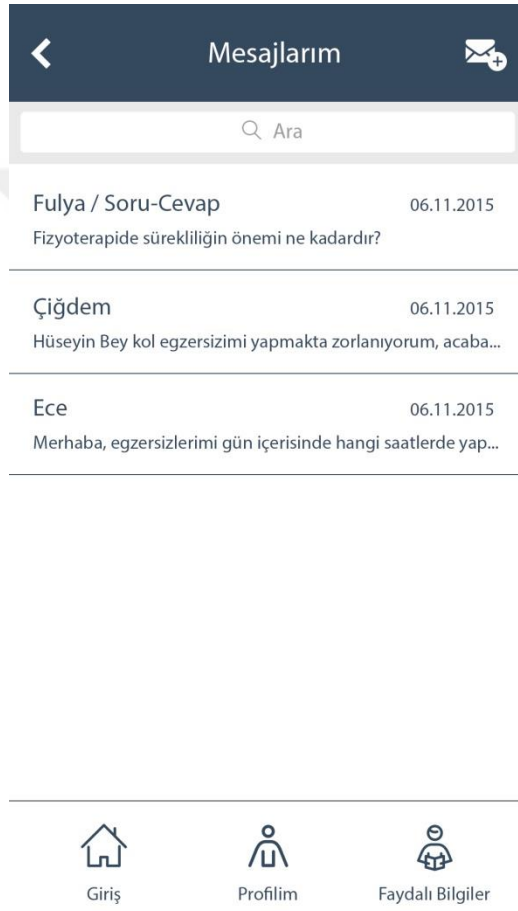 Mesajlarım
Ara
Fulya / Soru-Cevap 06.11.2015
Fizyoterapide sürekliliğin önemi ne kadardır?
Çiğdem 06.11.2015
Hüseyin Bey kol egzersizimi yapmakta zorlanıyorum, acaba...
Ece 06.11.2015
Merhaba, egzersizlerimi gün içerisinde hangi saatlerde yap...
Giriş Profilim Faydalı Bilgiler